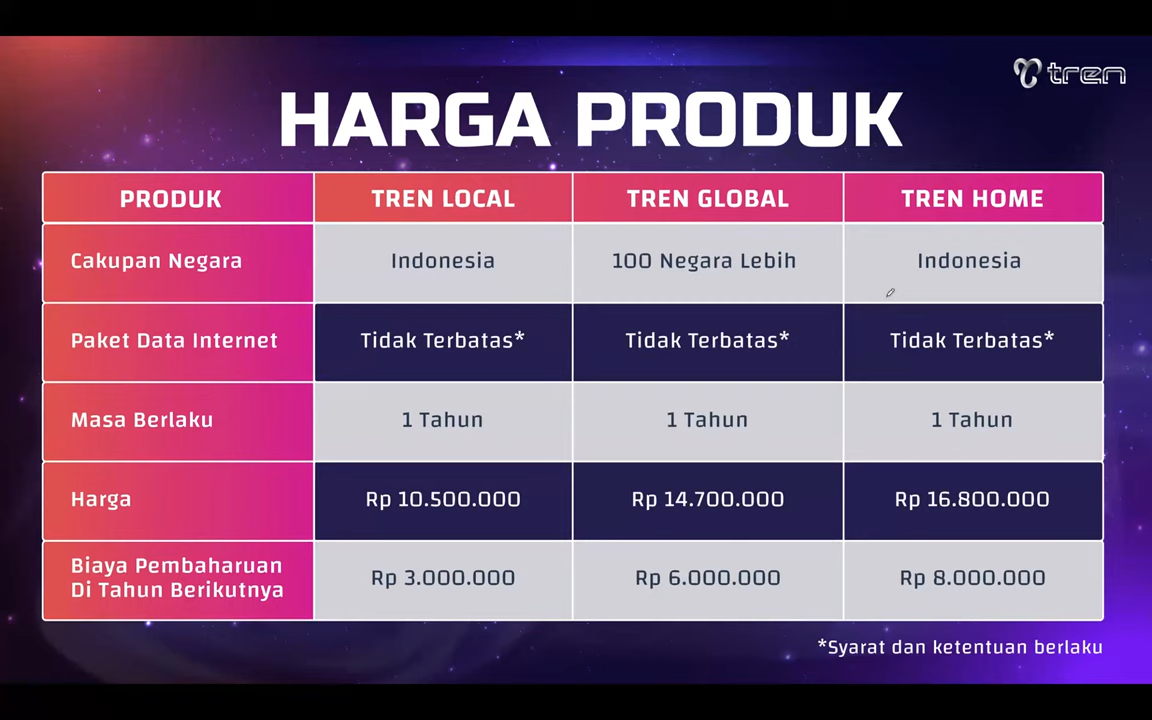 tren
HARGA PRODUK
PRODUK TREN LOCAL TREN GLOBAL TREN HOME
Cakupan Negara Indonesia 100 Negara Lebih Indonesia
Paket Data Internet Tidak Terbatas* Tidak Terbatas* Tidak Terbatas*
Masa Berlaku 1 Tahun 1 Tahun 1 Tahun
Harga Rp 10.500.000 Rp 14.700.000 Rp 16.800.000
Biaya Pembaharuan
Di Tahun Berikutnya Rp 3.000.000 Rp 6.000.000 Rp 8.000.000
*Syarat dan ketentuan berlaku